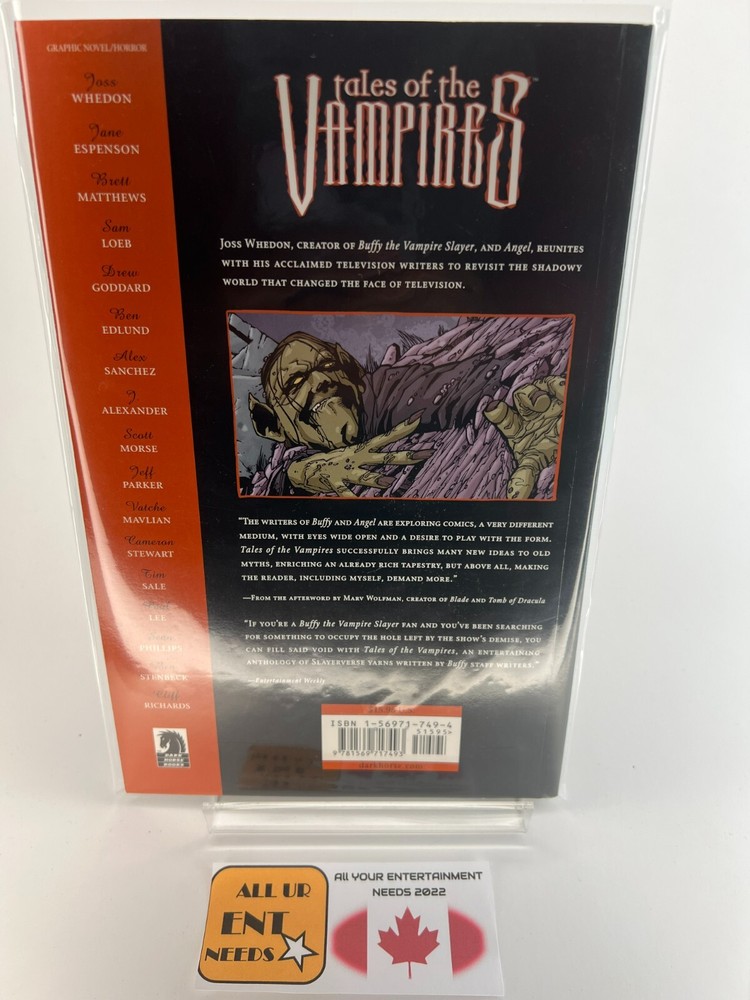 GRAPHIC NOVEL/HORROR
Joss
WHEDON
Jane
ESPENSON
Brett
MATTHEWS
Sam
LOEB
Drew
GODDARD
Ben
EDLUND
Alex
SANCHEZ
J.
ALEXANDER
Scott
MORSE
Jeff
PARKER
Vatche
MAVLIAN
Cameron
STEWART
Tim
SALE
LEE
PHILLIPS
STENBECK
Cliff
RICHARDS
DARK
HORSE
BOOKS
tales of the
VAMPIRES™
JOSS WHEDON, CREATOR OF Buffy the Vampire Slayer, AND Angel, REUNITES
WITH HIS ACCLAIMED TELEVISION WRITERS TO REVISIT THE SHADOWY
WORLD THAT CHANGED THE FACE OF TELEVISION.
"THE WRITERS OF Buffy AND Angel ARE EXPLORING COMICS, A VERY DIFFERENT
MEDIUM, WITH EYES WIDE OPEN AND A DESIRE TO PLAY WITH THE FORM.
Tales of the Vampires SUCCESSFULLY BRINGS MANY NEW IDEAS TO OLD
MYTHS, ENRICHING AN ALREADY RICH TAPESTRY, BUT ABOVE ALL, MAKING
THE READER, INCLUDING MYSELF, DEMAND MORE."
—FROM THE AFTERWORD BY MARV WOLFMAN, CREATOR OF Blade AND Tomb of Dracula
"IF YOU'RE A Buffy the Vampire Slayer FAN AND YOU'VE BEEN SEARCHING
FOR SOMETHING TO OCCUPY THE HOLE LEFT BY THE SHOW'S DEMISE, YOU
CAN FILL SAID VOID WITH Tales of the Vampires, AN ENTERTAINING
ANTHOLOGY OF SLAYERVERSE YARNS WRITTEN BY Buffy STAFF WRITERS."
—Entertainment Weekly
ISBN 1-56971-749-4
51595
9 781569 717493
darkhorse.com
ALL UR
ENT
NEEDS
All YOUR ENTERTAINMENT
NEEDS 2022